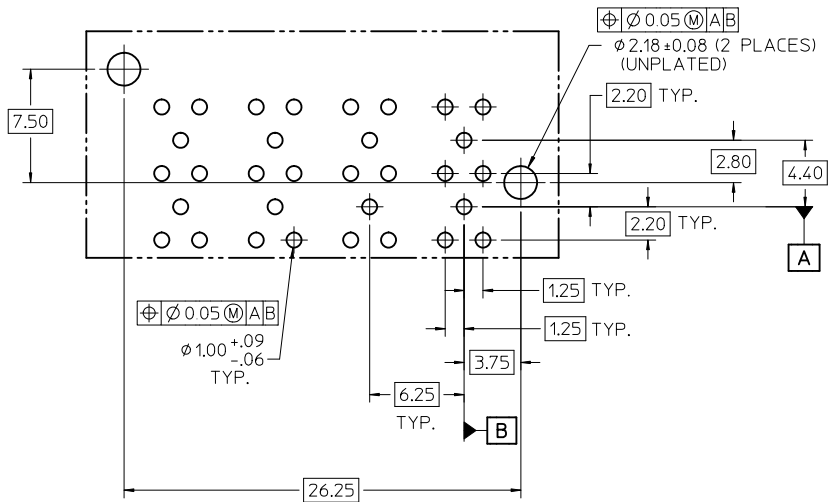 ⌖ ⌀ 0.05 Ⓜ A B
⌀ 2.18 ±0.08 (2 PLACES)
(UNPLATED)
2.20 TYP.
7.50
2.80
4.40
2.20 TYP.
A
1.25 TYP.
⌖ ⌀ 0.05 Ⓜ A B
1.25 TYP.
⌀ 1.00 +.09
-.06
TYP.
3.75
6.25
TYP.
B
26.25